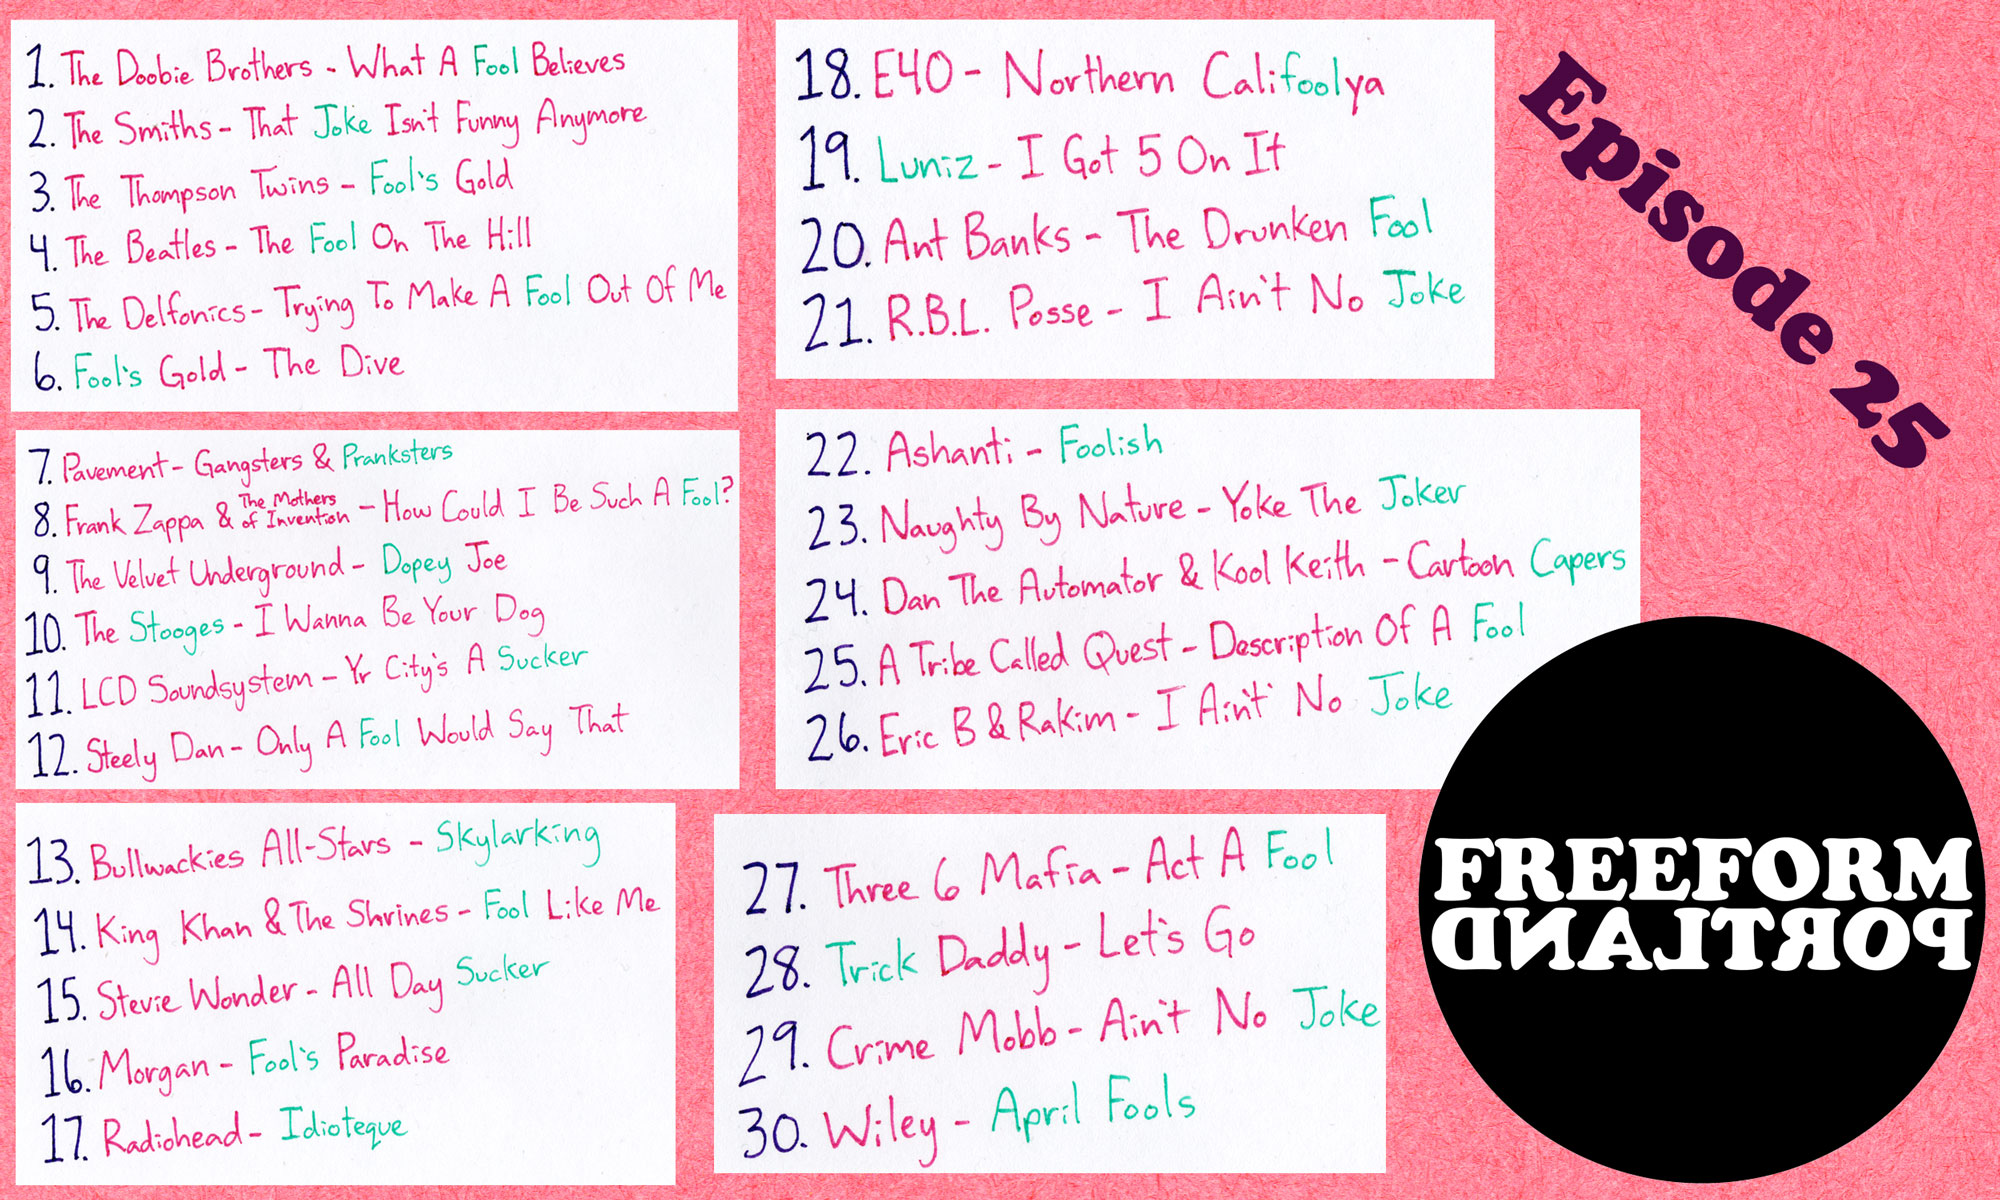 1. The Doobie Brothers - What A Fool Believes
2. The Smiths - That Joke Isn't Funny Anymore
3. The Thompson Twins - Fool's Gold
4. The Beatles - The Fool On The Hill
5. The Delfonics - Trying To Make A Fool Out Of Me
6. Fool's Gold - The Dive
7. Pavement - Gangsters & Pranksters
8. Frank Zappa & The Mothers of Invention - How Could I Be Such A Fool?
9. The Velvet Underground - Dopey Joe
10. The Stooges - I Wanna Be Your Dog
11. LCD Soundsystem - Yr City's A Sucker
12. Steely Dan - Only A Fool Would Say That
13. Bullwackies All-Stars - Skylarking
14. King Khan & The Shrines - Fool Like Me
15. Stevie Wonder - All Day Sucker
16. Morgan - Fool's Paradise
17. Radiohead - Idioteque
18. E40 - Northern Califoolya
19. Luniz - I Got 5 On It
20. Ant Banks - The Drunken Fool
21. R.B.L. Posse - I Ain't No Joke
22. Ashanti - Foolish
23. Naughty By Nature - Yoke The Joker
24. Dan The Automator & Kool Keith - Cartoon Capers
25. A Tribe Called Quest - Description Of A Fool
26. Eric B & Rakim - I Ain't No Joke
27. Three 6 Mafia - Act A Fool
28. Trick Daddy - Let's Go
29. Crime Mobb - Ain't No Joke
30. Wiley - April Fools
Episode 25
FREEFORM
PORTLAND